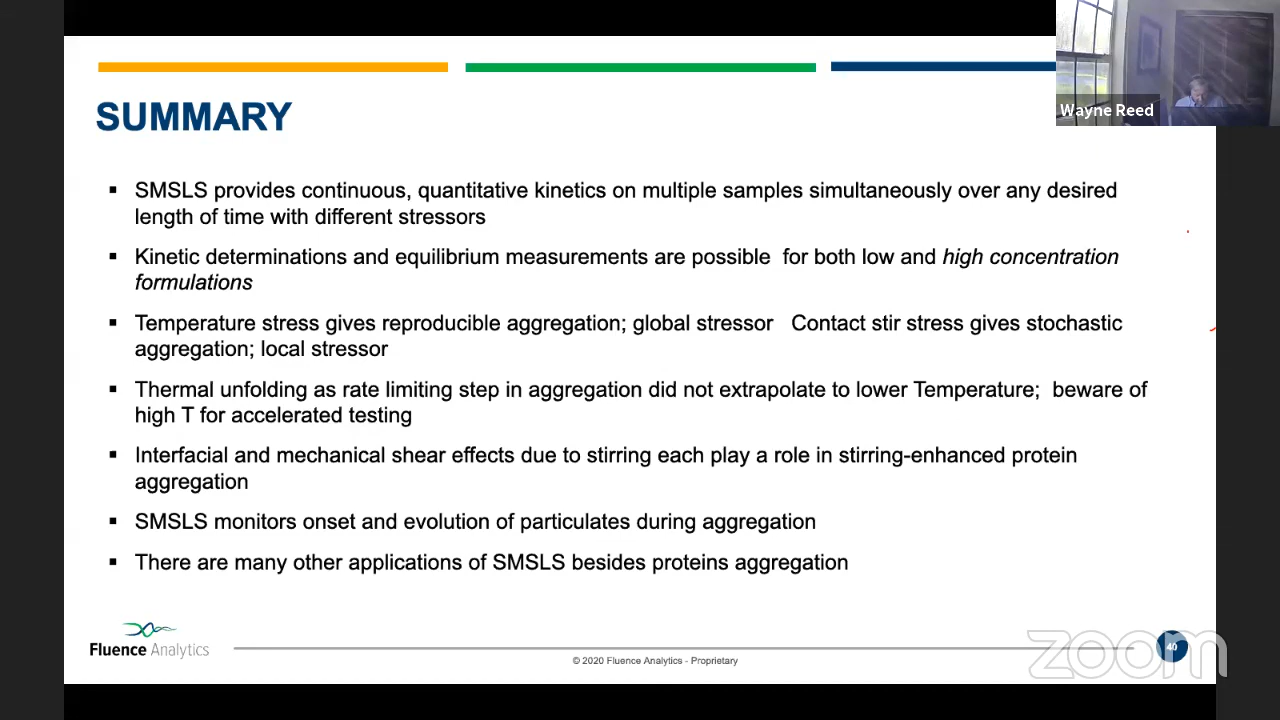 Wayne Reed
SUMMARY
▪ SMSLS provides continuous, quantitative kinetics on multiple samples simultaneously over any desired
length of time with different stressors
▪ Kinetic determinations and equilibrium measurements are possible  for both low and high concentration
formulations
▪ Temperature stress gives reproducible aggregation; global stressor   Contact stir stress gives stochastic
aggregation; local stressor
▪ Thermal unfolding as rate limiting step in aggregation did not extrapolate to lower Temperature;  beware of
high T for accelerated testing
▪ Interfacial and mechanical shear effects due to stirring each play a role in stirring-enhanced protein
aggregation
▪ SMSLS monitors onset and evolution of particulates during aggregation
▪ There are many other applications of SMSLS besides proteins aggregation
Fluence Analytics
© 2020 Fluence Analytics - Proprietary
40
zoom